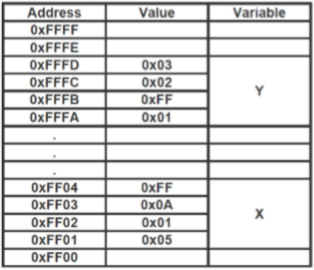 Address Value Variable
0xFFFF
0xFFFE
0xFFFD 0x03
0xFFFC 0x02
0xFFFB 0xFF Y
0xFFFA 0x01
.
.
.
0xFF04 0xFF
0xFF03 0x0A
0xFF02 0x01 X
0xFF01 0x05
0xFF00